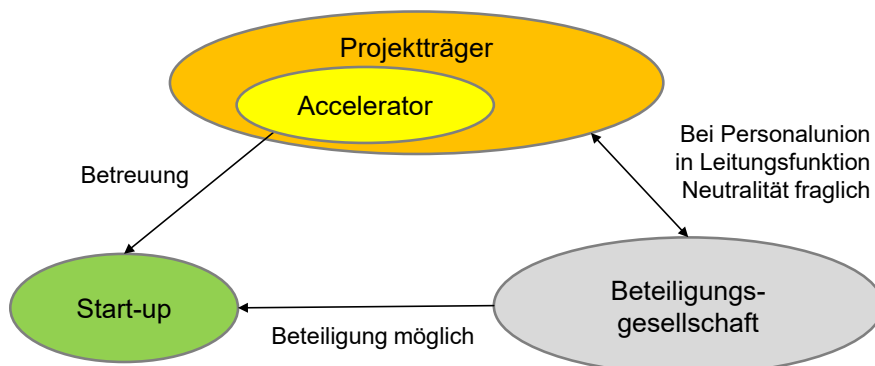 Projektträger
Accelerator
Bei Personalunion
in Leitungsfunktion
Neutralität fraglich
Betreuung
Start-up
Beteiligung möglich
Beteiligungs-
gesellschaft